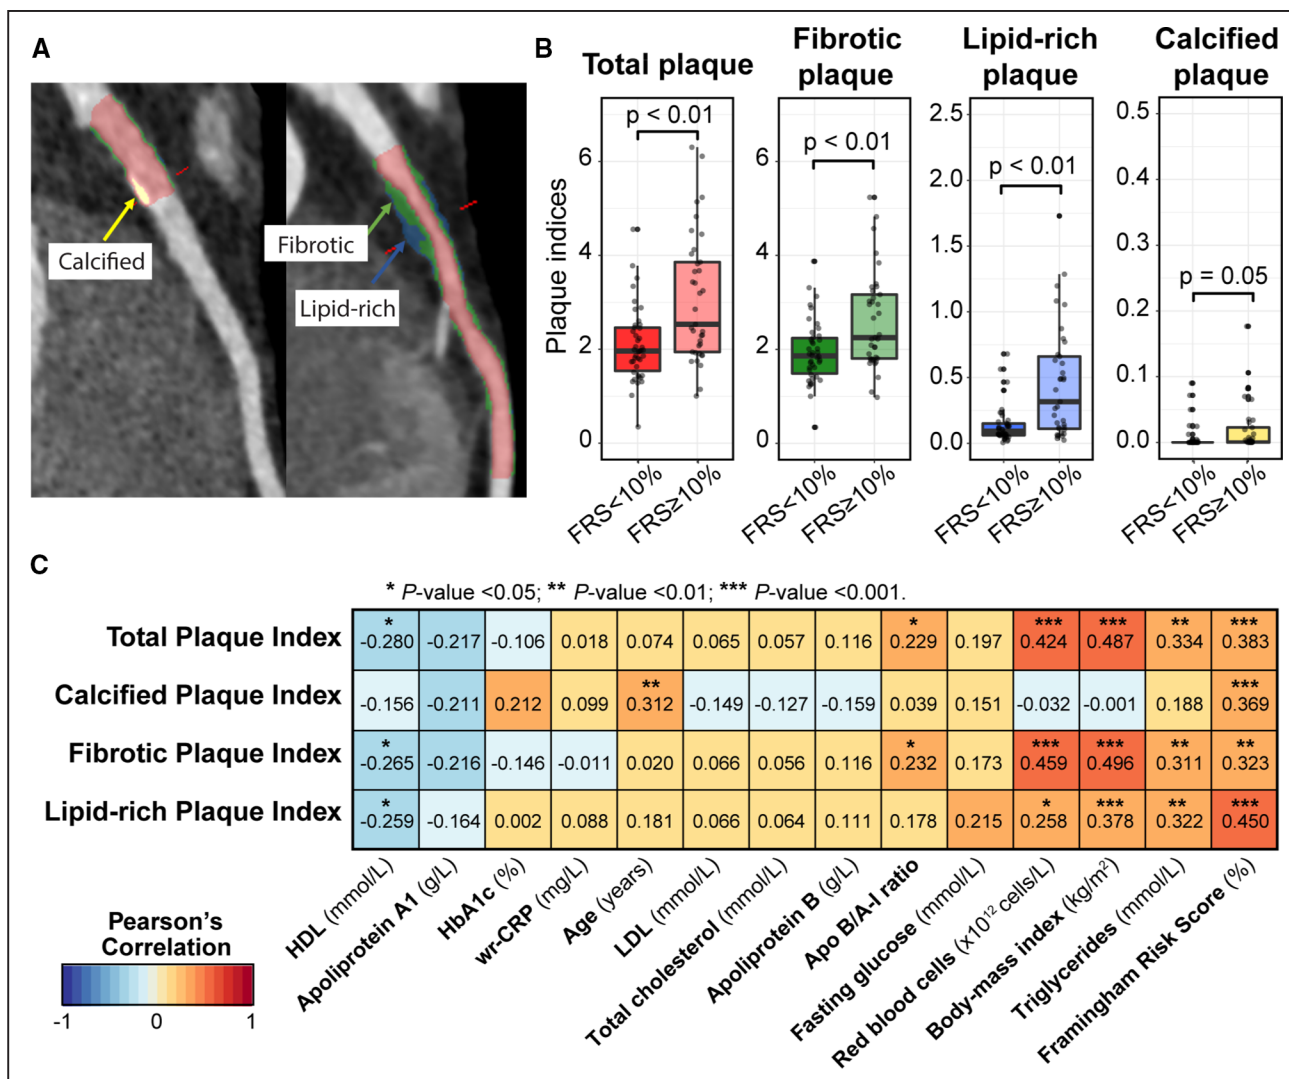 A
Calcified
Fibrotic
Lipid-rich
B
Total plaque
Fibrotic
plaque
Lipid-rich
plaque
Calcified
plaque
Plaque indices
p < 0.01
6
4
2
0
FRS<10%
FRS≥10%
p < 0.01
6
4
2
0
FRS<10%
FRS≥10%
p < 0.01
2.5
2.0
1.5
1.0
0.5
0.0
FRS<10%
FRS≥10%
p = 0.05
0.5
0.4
0.3
0.2
0.1
0.0
FRS<10%
FRS≥10%
C
* P-value <0.05; ** P-value <0.01; *** P-value <0.001.
Total Plaque Index
* ** *** *** ** ***
-0.280 -0.217 -0.106 0.018 0.074 0.065 0.057 0.116 0.229 0.197 0.424 0.487 0.334 0.383
Calcified Plaque Index
** ***
-0.156 -0.211 0.212 0.099 0.312 -0.149 -0.127 -0.159 0.039 0.151 -0.032 -0.001 0.188 0.369
Fibrotic Plaque Index
* * *** *** ** **
-0.265 -0.216 -0.146 -0.011 0.020 0.066 0.056 0.116 0.232 0.173 0.459 0.496 0.311 0.323
Lipid-rich Plaque Index
* * *** ** ***
-0.259 -0.164 0.002 0.088 0.181 0.066 0.064 0.111 0.178 0.215 0.258 0.378 0.322 0.450
HDL (mmol/L)
Apoliprotein A1 (g/L)
HbA1c (%)
wr-CRP (mg/L)
Age (years)
LDL (mmol/L)
Total cholesterol (mmol/L)
Apoliprotein B (g/L)
Apo B/A-I ratio
Fasting glucose (mmol/L)
Red blood cells (x10¹² cells/L)
Body-mass index (kg/m²)
Triglycerides (mmol/L)
Framingham Risk Score (%)
Pearson's
Correlation
-1 0 1